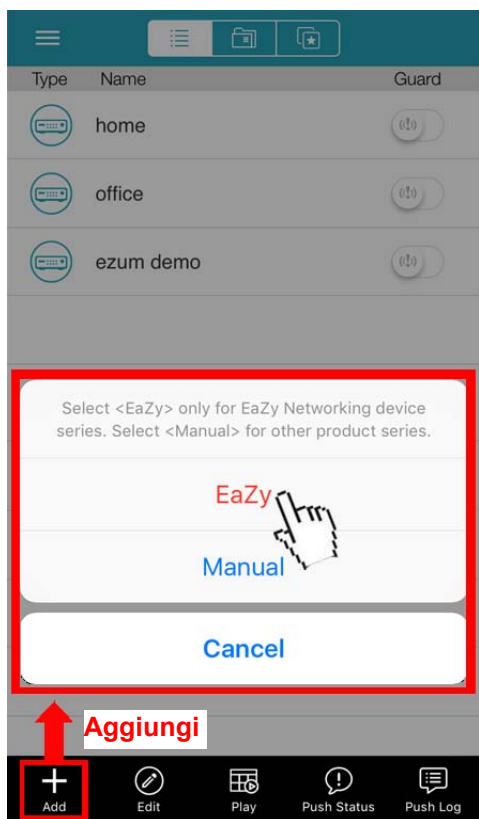 Type Name Guard
home
office
ezum demo
Select <EaZy> only for EaZy Networking device
series. Select <Manual> for other product series.
EaZy
Manual
Cancel
Aggiungi
Add Edit Play Push Status Push Log